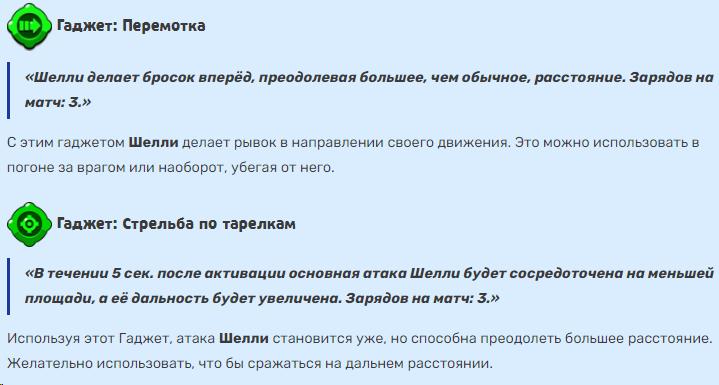 Гаджет: Перемотка
«Шелли делает бросок вперёд, преодолевая большее, чем обычное, расстояние. Зарядов на
матч: 3.»
С этим гаджетом Шелли делает рывок в направлении своего движения. Это можно использовать в
погоне за врагом или наоборот, убегая от него.
Гаджет: Стрельба по тарелкам
«В течении 5 сек. после активации основная атака Шелли будет сосредоточена на меньшей
площади, а её дальность будет увеличена. Зарядов на матч: 3.»
Используя этот Гаджет, атака Шелли становится уже, но способна преодолеть большее расстояние.
Желательно использовать, что бы сражаться на дальнем расстоянии.